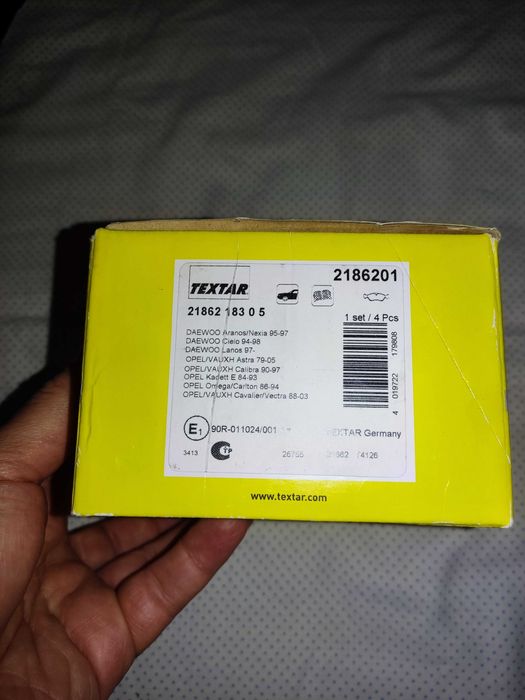 TEXTAR
2186201
21862 183 0 5
1 set / 4 Pcs
DAEWOO Aranos/Nexia 95-97
DAEWOO Cielo 94-98
DAEWOO Lanos 97-
OPEL/VAUXH Astra 79-05
OPEL/VAUXH Calibra 90-97
OPEL Kadett E 84-93
OPEL Omega/Carlton 86-94
OPEL/VAUXH Cavalier/Vectra 88-03
4 019722 179808
E1 90R-011024/001
TEXTAR Germany
3413
www.textar.com